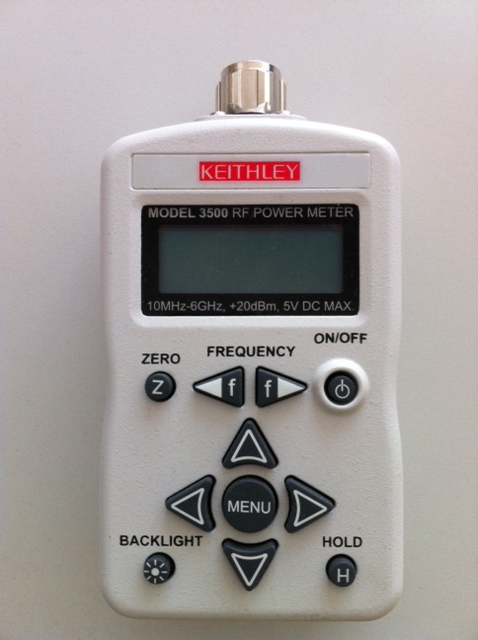 KEITHLEY
MODEL 3500 RF POWER METER
10MHz-6GHz, +20dBm, 5V DC MAX.
ON/OFF
ZERO
FREQUENCY
Z
f
f
MENU
BACKLIGHT
HOLD
H